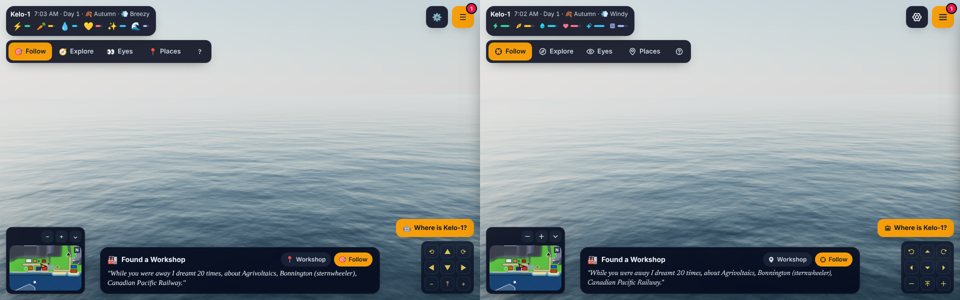 Kelo-1 7:03 AM · Day 1 · Autumn · Breezy
1
Follow Explore Eyes Places ?
Where is Kelo-1?
N
Found a Workshop Workshop Follow
"While you were away I dreamt 20 times, about Agrivoltaics, Bonnington (sternwheeler),
Canadian Pacific Railway."
Kelo-1 7:02 AM · Day 1 · Autumn · Windy
1
Follow Explore Eyes Places ?
Where is Kelo-1?
N
Found a Workshop Workshop Follow
"While you were away I dreamt 20 times, about Agrivoltaics, Bonnington (sternwheeler),
Canadian Pacific Railway."